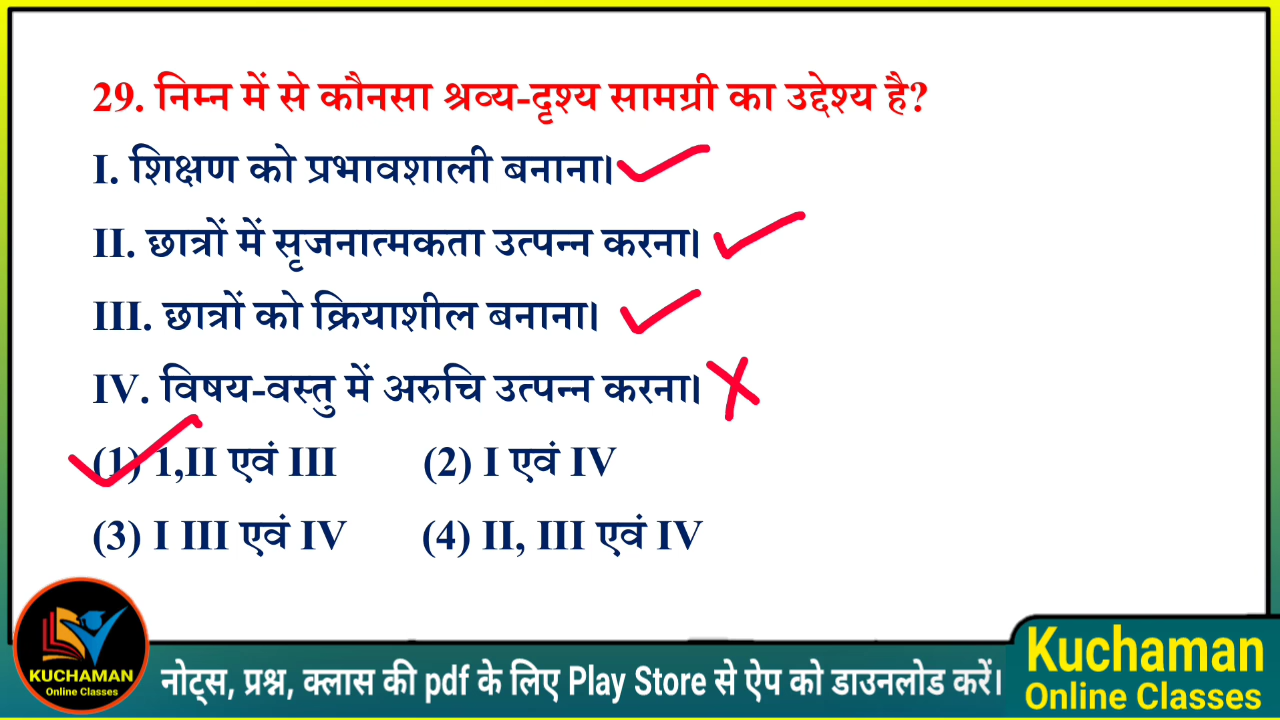 29. निम्न में से कौनसा श्रव्य-दृश्य सामग्री का उद्देश्य है?
I. शिक्षण को प्रभावशाली बनाना।
II. छात्रों में सृजनात्मकता उत्पन्न करना।
III. छात्रों को क्रियाशील बनाना।
IV. विषय-वस्तु में अरुचि उत्पन्न करना।
(1) 1,II एवं III (2) I एवं IV
(3) I III एवं IV (4) II, III एवं IV
KUCHAMAN
Online Classes
नोट्स, प्रश्न, क्लास की pdf के लिए Play Store से ऐप को डाउनलोड करें।
Kuchaman
Online Classes